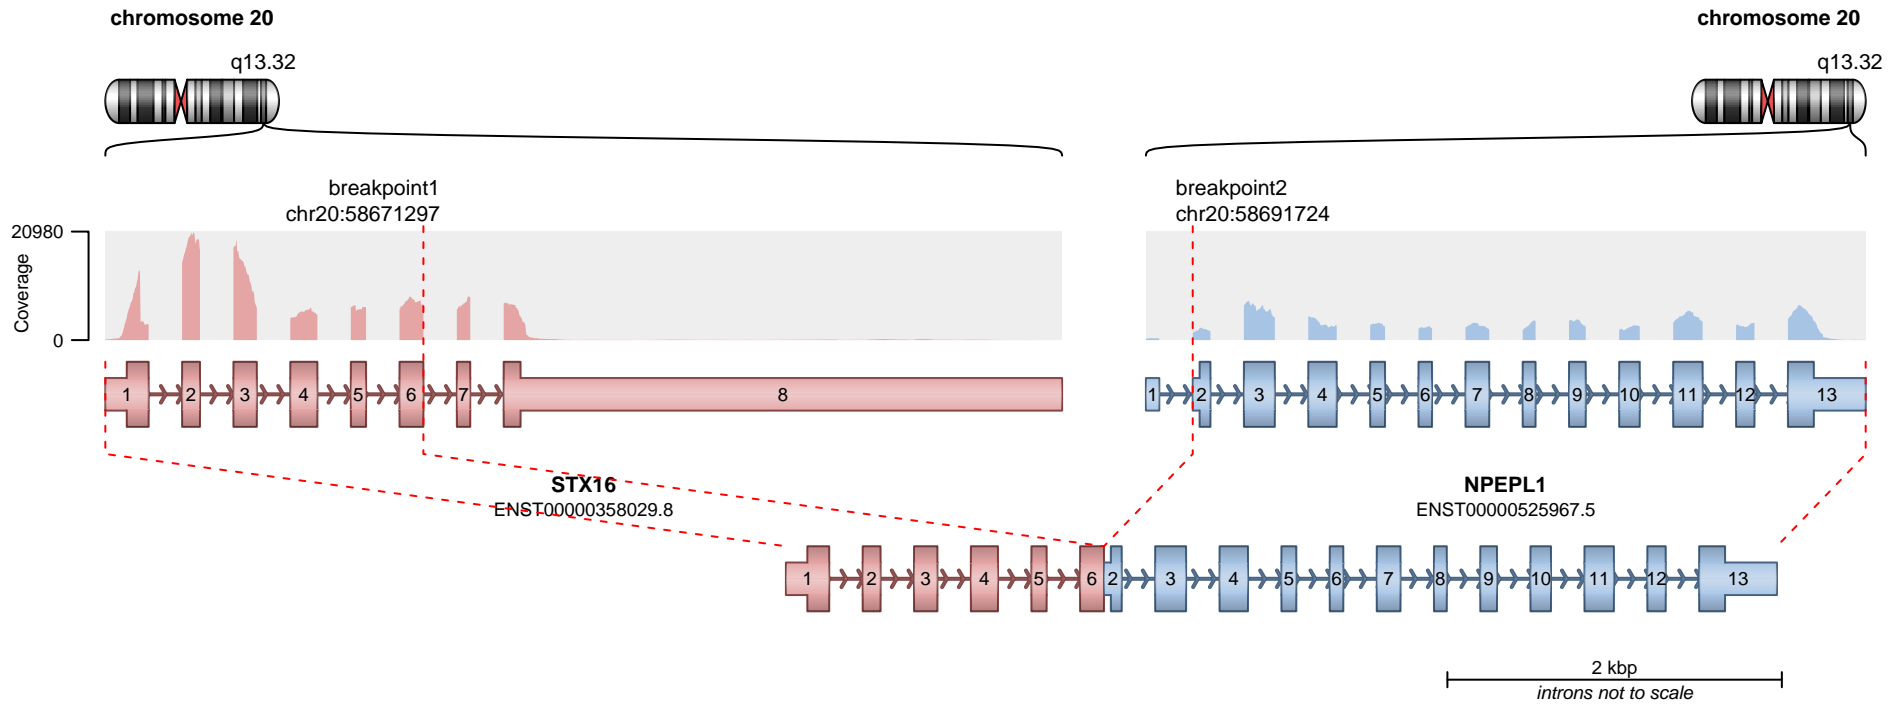 chromosome 20
chromosome 20
q13.32
q13.32
breakpoint1
chr20:58671297
breakpoint2
chr20:58691724
20980
Coverage
0
1 2 3 4 5 6 7 8
1 2 3 4 5 6 7 8 9 10 11 12 13
STX16
ENST00000358029.8
NPEPL1
ENST00000525967.5
1 2 3 4 5 6 2 3 4 5 6 7 8 9 10 11 12 13
2 kbp
introns not to scale